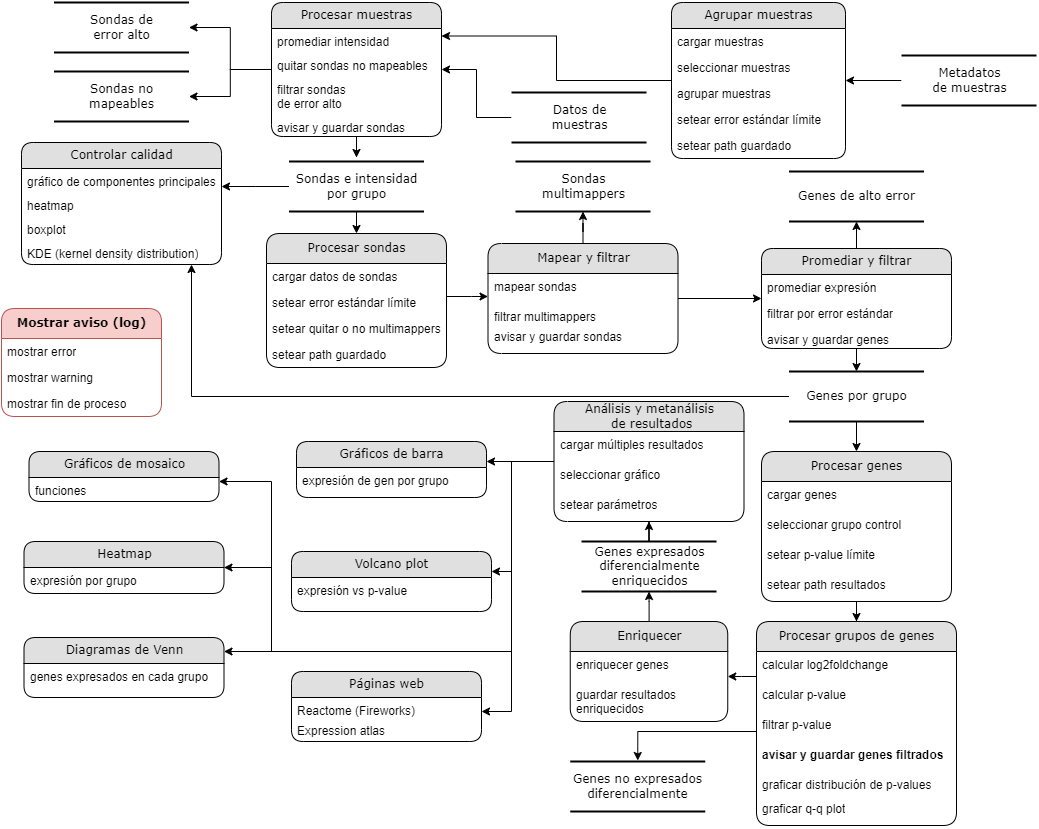 Sondas de
error alto
Sondas no
mapeables
Procesar muestras
promediar intensidad
quitar sondas no mapeables
filtrar sondas
de error alto
avisar y guardar sondas
Agrupar muestras
cargar muestras
seleccionar muestras
agrupar muestras
setear error estándar límite
setear path guardado
Metadatos
de muestras
Datos de
muestras
Controlar calidad
gráfico de componentes principales
heatmap
boxplot
KDE (kernel density distribution)
Sondas e intensidad
por grupo
Sondas
multimappers
Genes de alto error
Procesar sondas
cargar datos de sondas
setear error estándar límite
setear quitar o no multimappers
setear path guardado
Mapear y filtrar
mapear sondas
filtrar multimappers
avisar y guardar sondas
Promediar y filtrar
promediar expresión
filtrar por error estándar
avisar y guardar genes
Mostrar aviso (log)
mostrar error
mostrar warning
mostrar fin de proceso
Genes por grupo
Análisis y metanálisis
de resultados
cargar múltiples resultados
seleccionar gráfico
setear parámetros
Gráficos de mosaico
funciones
Gráficos de barra
expresión de gen por grupo
Procesar genes
cargar genes
seleccionar grupo control
setear p-value límite
setear path resultados
Heatmap
expresión por grupo
Volcano plot
expresión vs p-value
Genes expresados
diferencialmente
enriquecidos
Diagramas de Venn
genes expresados en cada grupo
Páginas web
Reactome (Fireworks)
Expression atlas
Enriquecer
enriquecer genes
guardar resultados
enriquecidos
Procesar grupos de genes
calcular log2foldchange
calcular p-value
filtrar p-value
avisar y guardar genes filtrados
graficar distribución de p-values
graficar q-q plot
Genes no expresados
diferencialmente